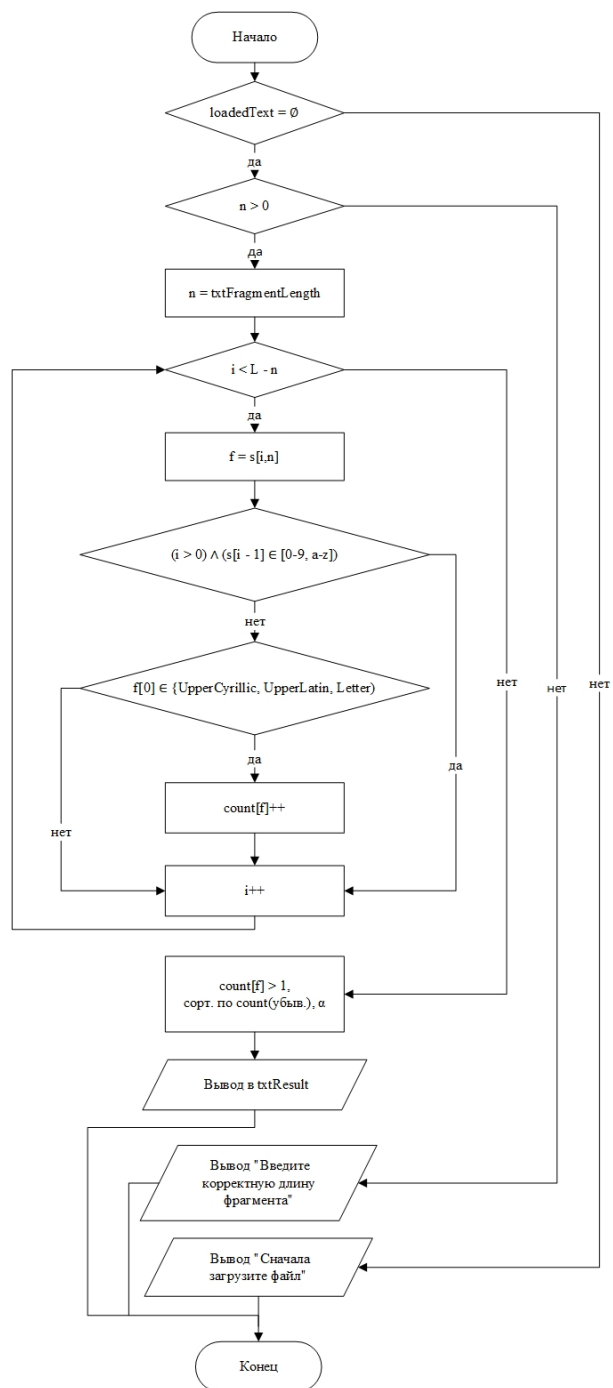 Начало
loadedText = Ø
да
n > 0
да
n = txtFragmentLength
i < L - n
да
f = s[i,n]
(i > 0) ∧ (s[i - 1] ∈ [0-9, a-z])
нет
f[0] ∈ {UpperCyrillic, UpperLatin, Letter)
нет
нет
нет
да
да
count[f]++
нет
i++
count[f] > 1,
сорт. по count(убыв.), α
Вывод в txtResult
Вывод "Введите
корректную длину
фрагмента"
Вывод "Сначала
загрузите файл"
Конец